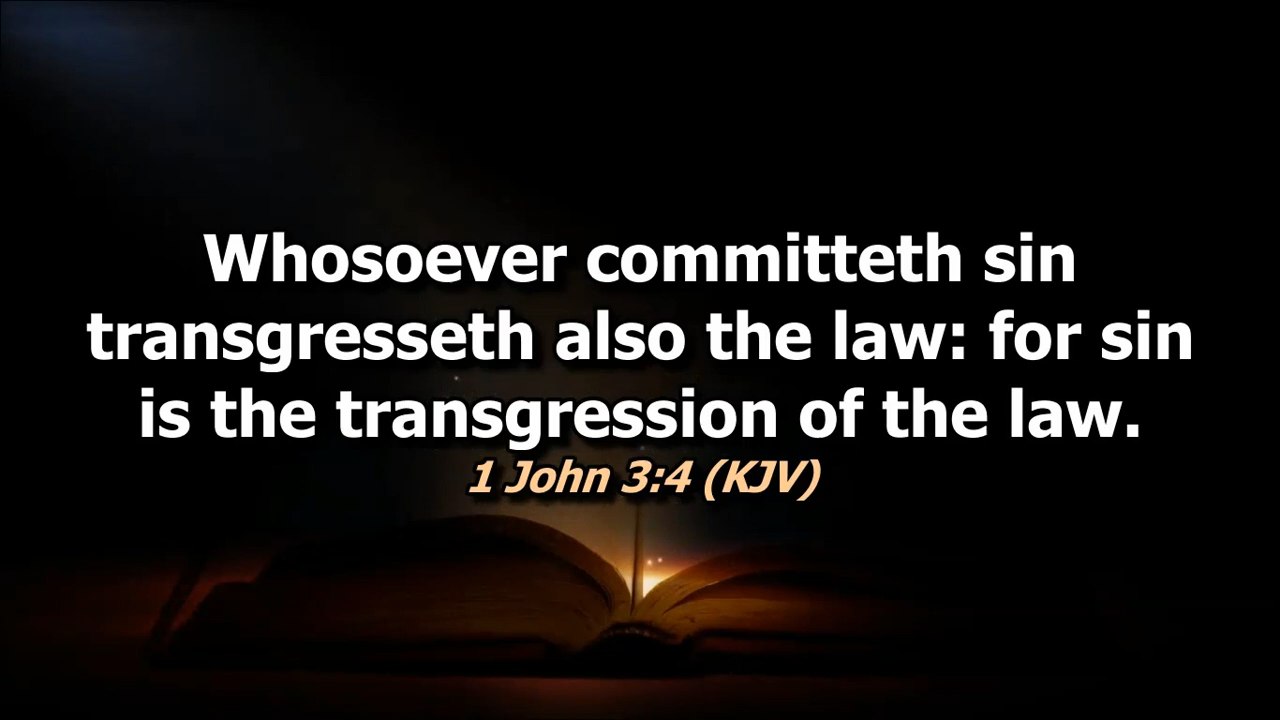 Whosoever committeth sin
transgresseth also the law: for sin
is the transgression of the law.
1 John 3:4 (KJV)